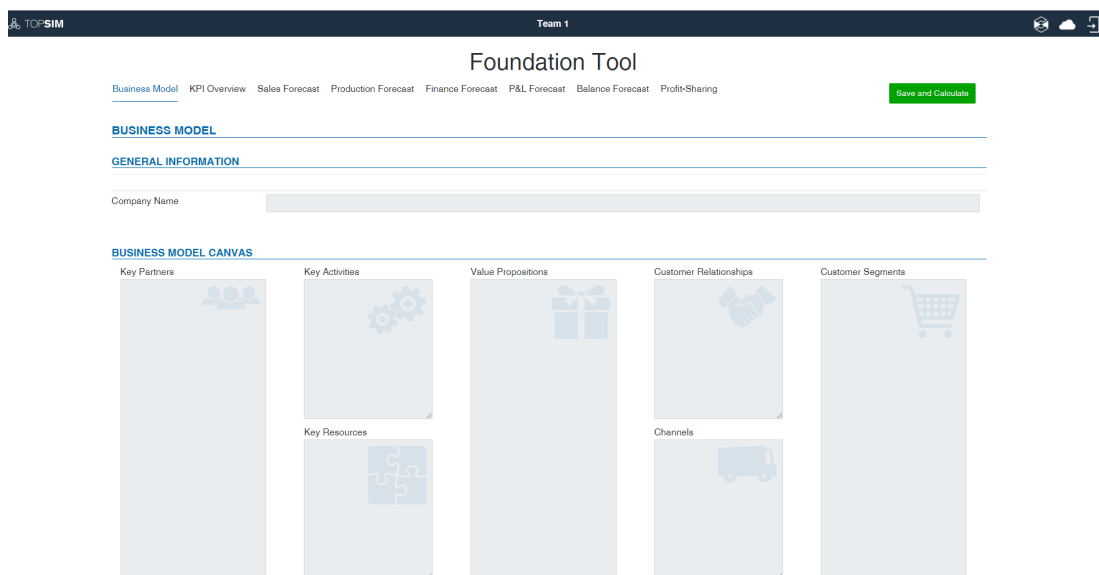 TOPSIM
Team 1
Foundation Tool
Business Model KPI Overview Sales Forecast Production Forecast Finance Forecast P&L Forecast Balance Forecast Profit-Sharing
Save and Calculate
BUSINESS MODEL
GENERAL INFORMATION
Company Name
BUSINESS MODEL CANVAS
Key Partners Key Activities Value Propositions Customer Relationships Customer Segments
Key Resources Channels